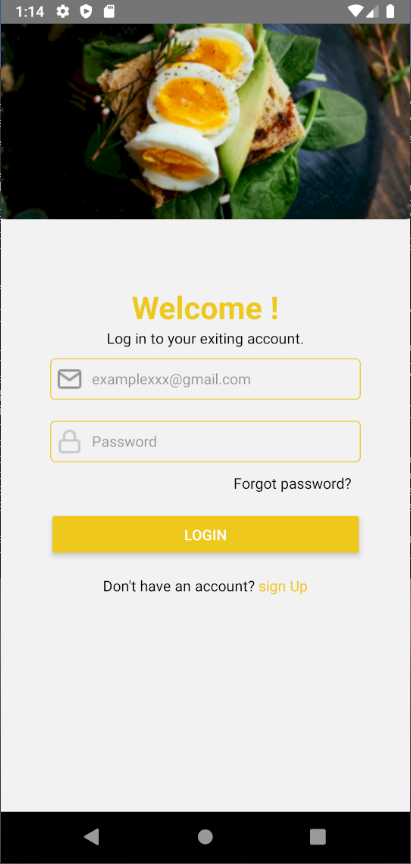 1:14
Welcome !
Log in to your exiting account.
examplexxx@gmail.com
Password
Forgot password?
LOGIN
Don't have an account? sign Up